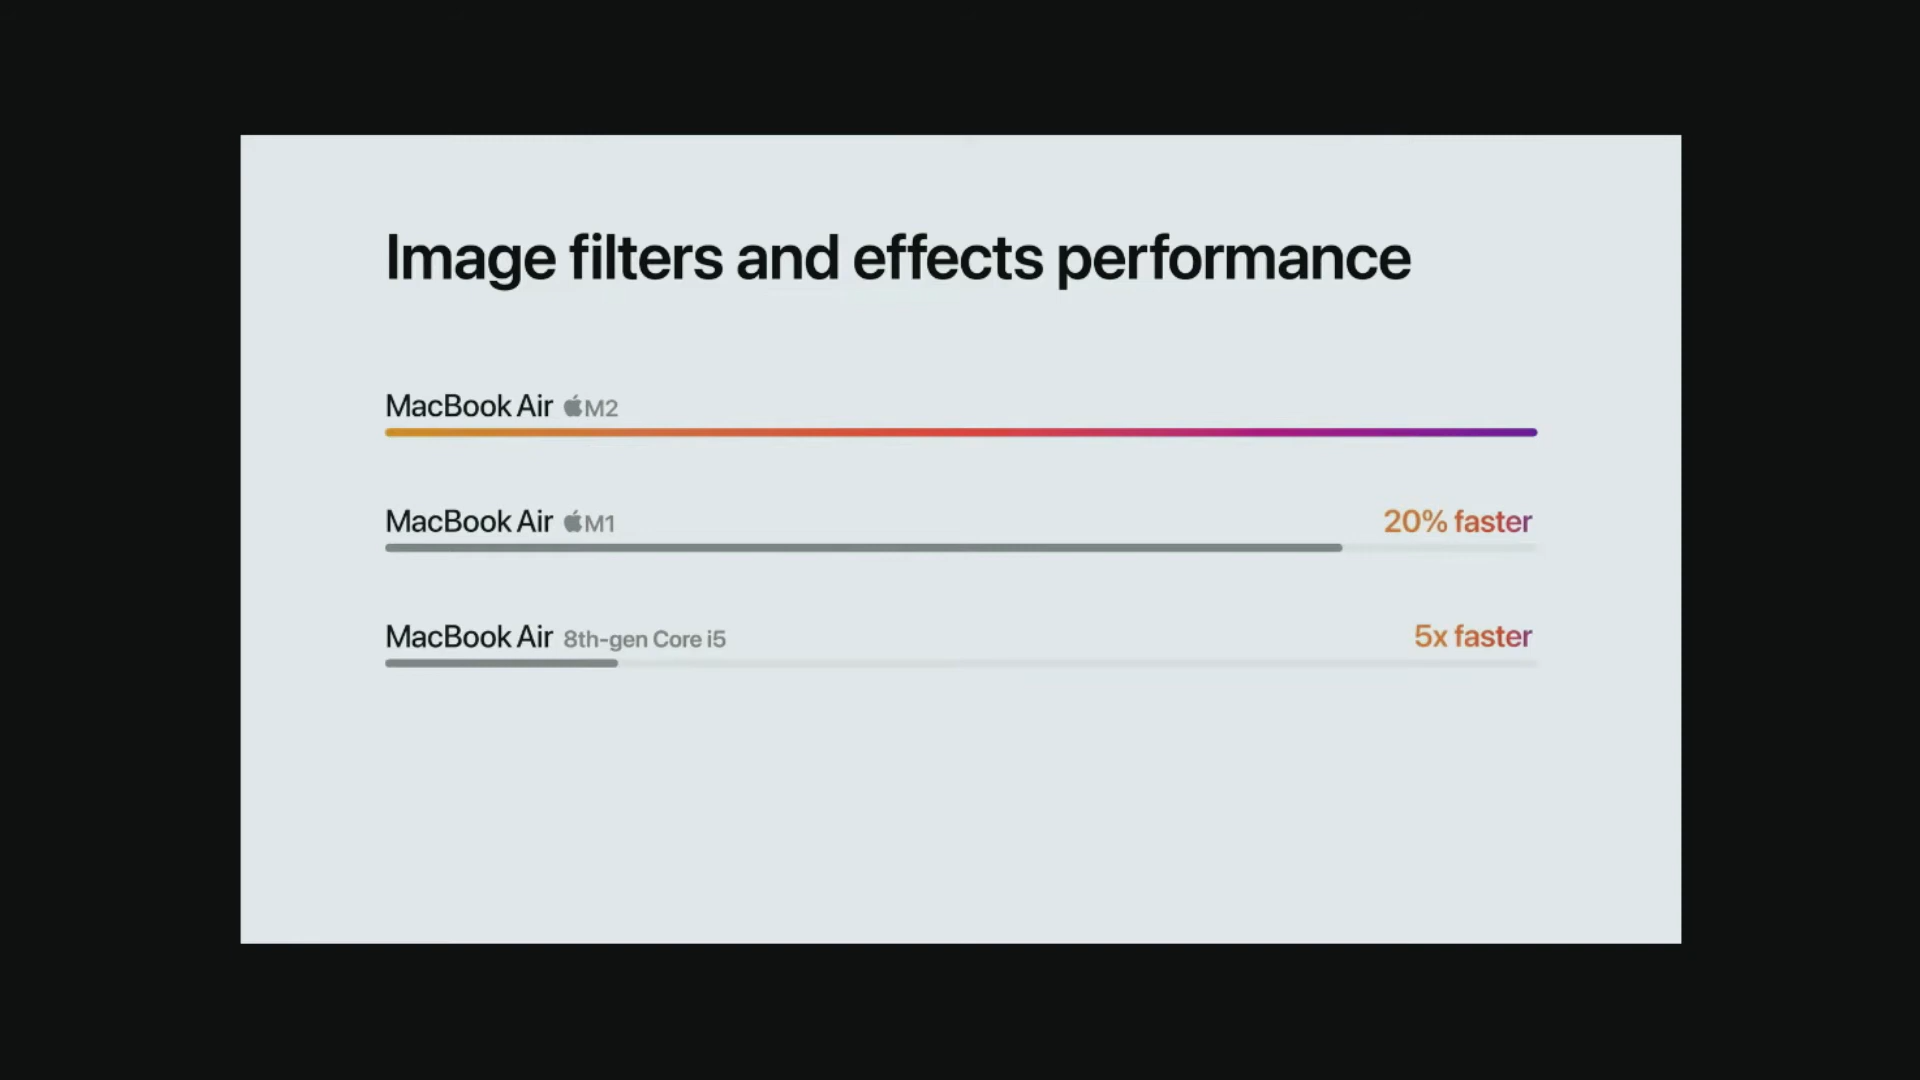 Image filters and effects performance
MacBook Air M2
MacBook Air M1
20% faster
MacBook Air 8th-gen Core i5
5x faster